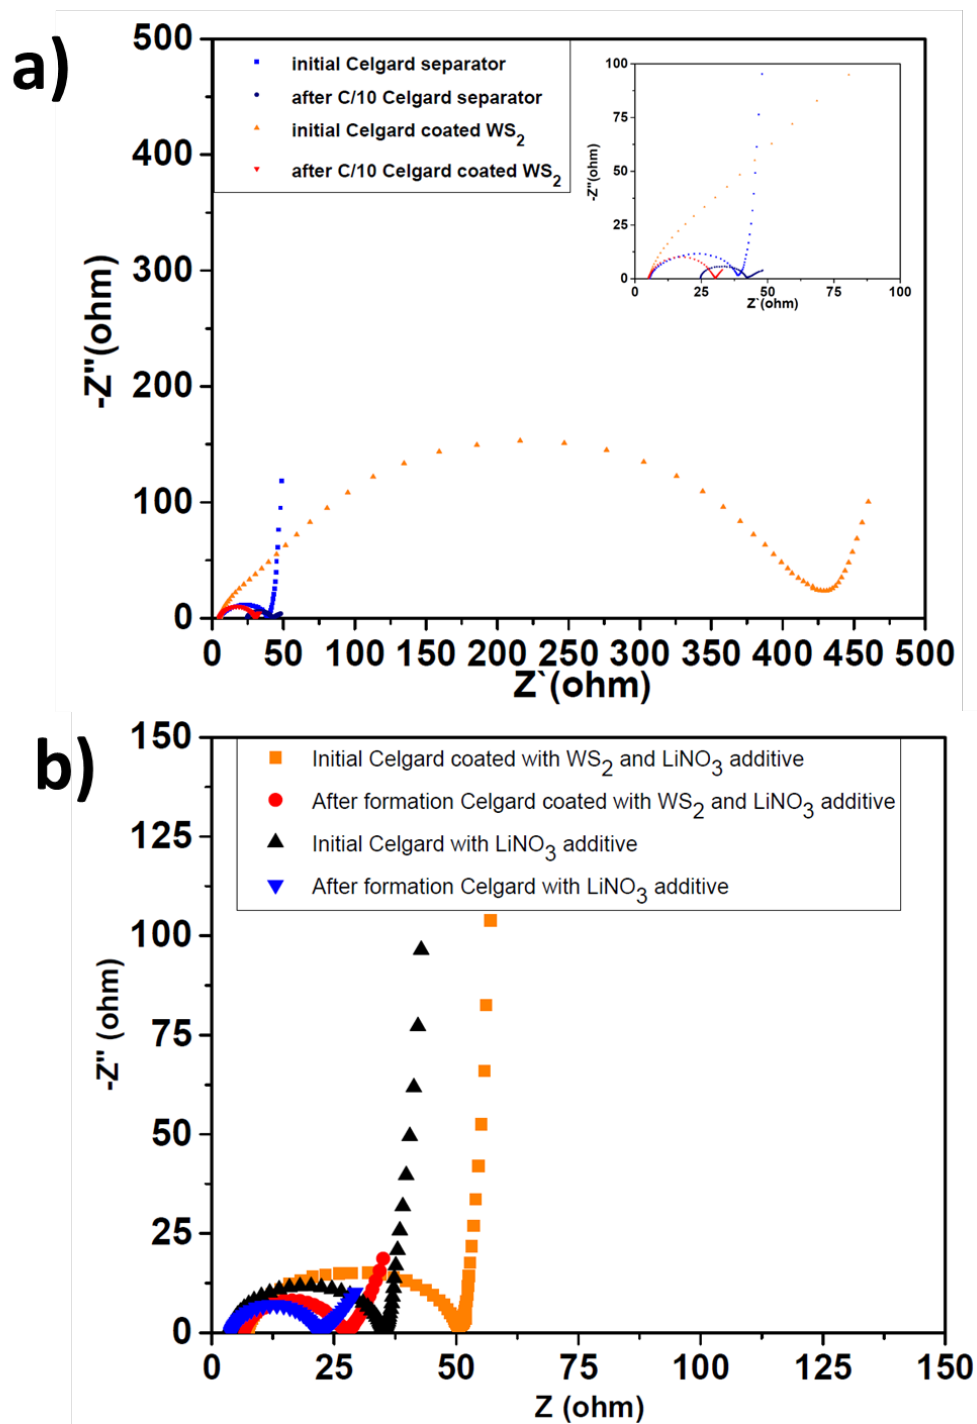 a)
500
400
300
200
100
0
-Z''(ohm)
initial Celgard separator
after C/10 Celgard separator
initial Celgard coated WS2
after C/10 Celgard coated WS2
100
75
50
25
0
-Z''(ohm)
0 25 50 75 100
Z`(ohm)
0 50 100 150 200 250 300 350 400 450 500
Z`(ohm)
b)
150
125
100
75
50
25
0
-Z'' (ohm)
Initial Celgard coated with WS2 and LiNO3 additive
After formation Celgard coated with WS2 and LiNO3 additive
Initial Celgard with LiNO3 additive
After formation Celgard with LiNO3 additive
0 25 50 75 100 125 150
Z (ohm)